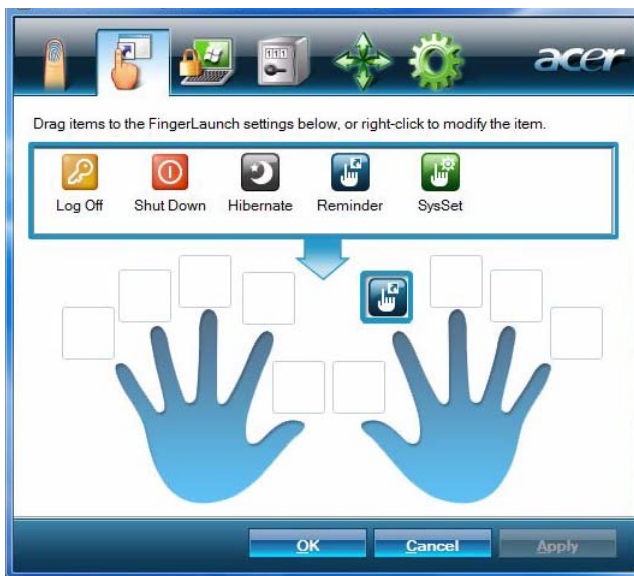 acer
Drag items to the FingerLaunch settings below, or right-click to modify the item.
Log Off Shut Down Hibernate Reminder SysSet
OK Cancel Apply